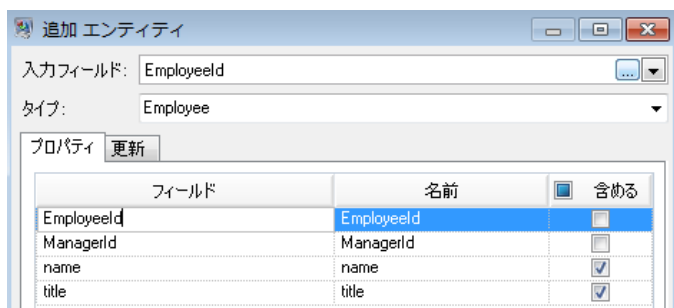 追加 エンティティ
入力フィールド: EmployeeId ...
タイプ: Employee
プロパティ 更新
フィールド 名前 含める
EmployeeId EmployeeId
ManagerId ManagerId
name name
title title